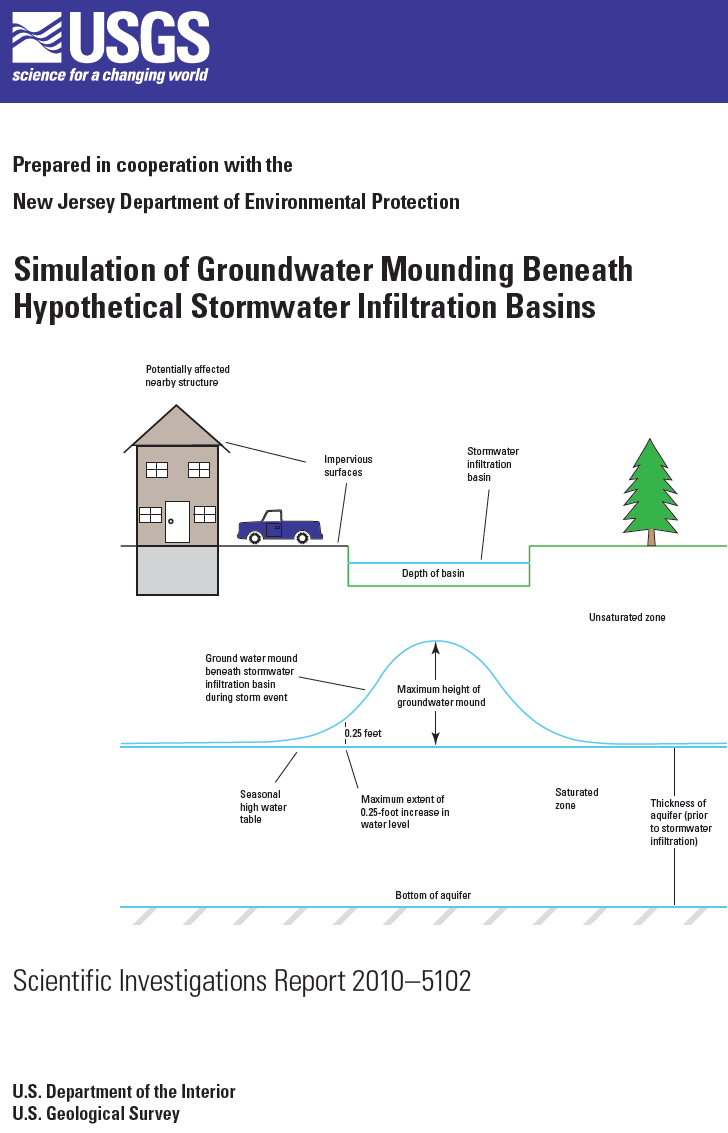 USGS
science for a changing world
Prepared in cooperation with the
New Jersey Department of Environmental Protection
Simulation of Groundwater Mounding Beneath
Hypothetical Stormwater Infiltration Basins
Potentially affected
nearby structure
Impervious
surfaces
Stormwater
infiltration
basin
Depth of basin
Unsaturated zone
Ground water mound
beneath stormwater
infiltration basin
during storm event
Maximum height of
groundwater mound
0.25 feet
Seasonal
high water
table
Maximum extent of
0.25-foot increase in
water level
Saturated
zone
Thickness of
aquifer (prior
to stormwater
infiltration)
Bottom of aquifer
Scientific Investigations Report 2010–5102
U.S. Department of the Interior
U.S. Geological Survey